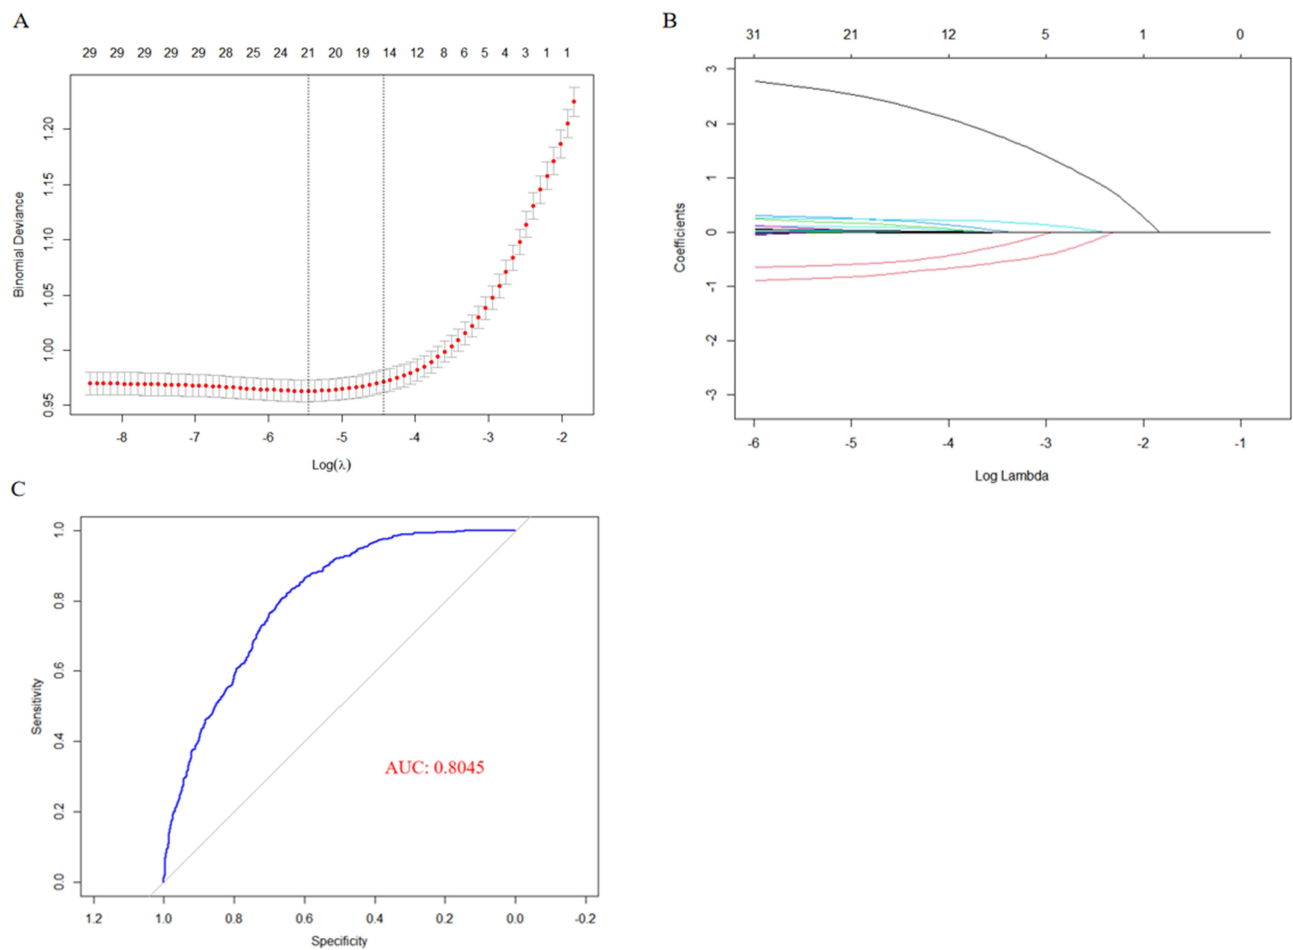 A
29 29 29 29 29 28 25 24 21 20 19 14 12 8 6 5 4 3 1 1
Binomial Deviance
1.20
1.15
1.10
1.05
1.00
0.95
-8 -7 -6 -5 -4 -3 -2
Log(λ)
B
31 21 12 5 1 0
Coefficients
3
2
1
0
-1
-2
-3
-6 -5 -4 -3 -2 -1
Log Lambda
C
Sensitivity
1.0
0.8
0.6
0.4
0.2
0.0
AUC: 0.8045
1.2 1.0 0.8 0.6 0.4 0.2 0.0 -0.2
Specificity